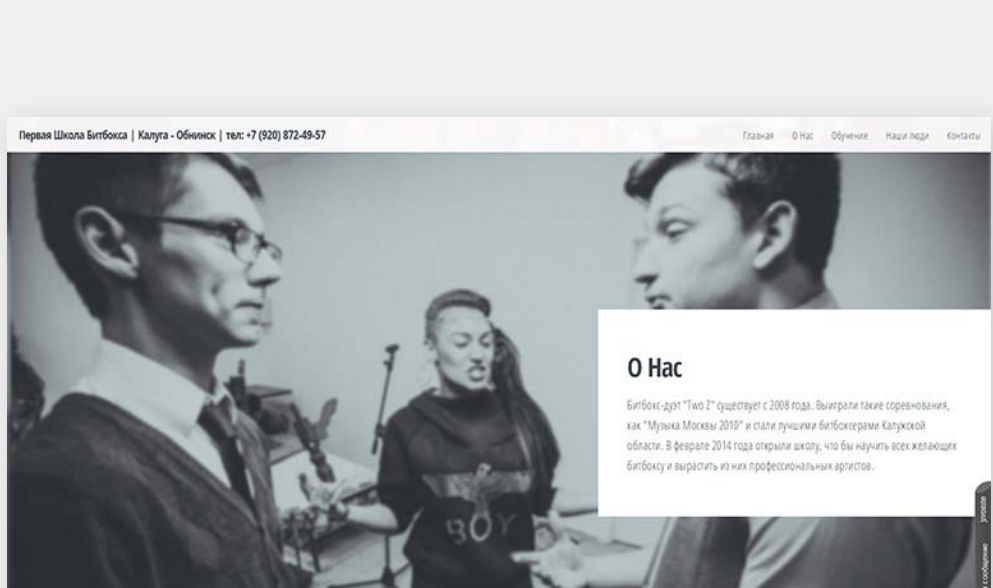 Первая Школа Битбокса | Калуга - Обнинск | тел: +7 (920) 872-49-57
Главная О Нас Обучение Наши люди Контакты
О Нас
Битбокс-дуэт "Two Z" существует с 2008 года. Выиграли такие соревнования,
как "Музыка Москвы 2010" и стали лучшими битбоксерами Калужской
области. В феврале 2014 года открыли школу, что бы научить всех желающих
битбоксу и вырастить из них профессиональных артистов.
BOY
сообщение